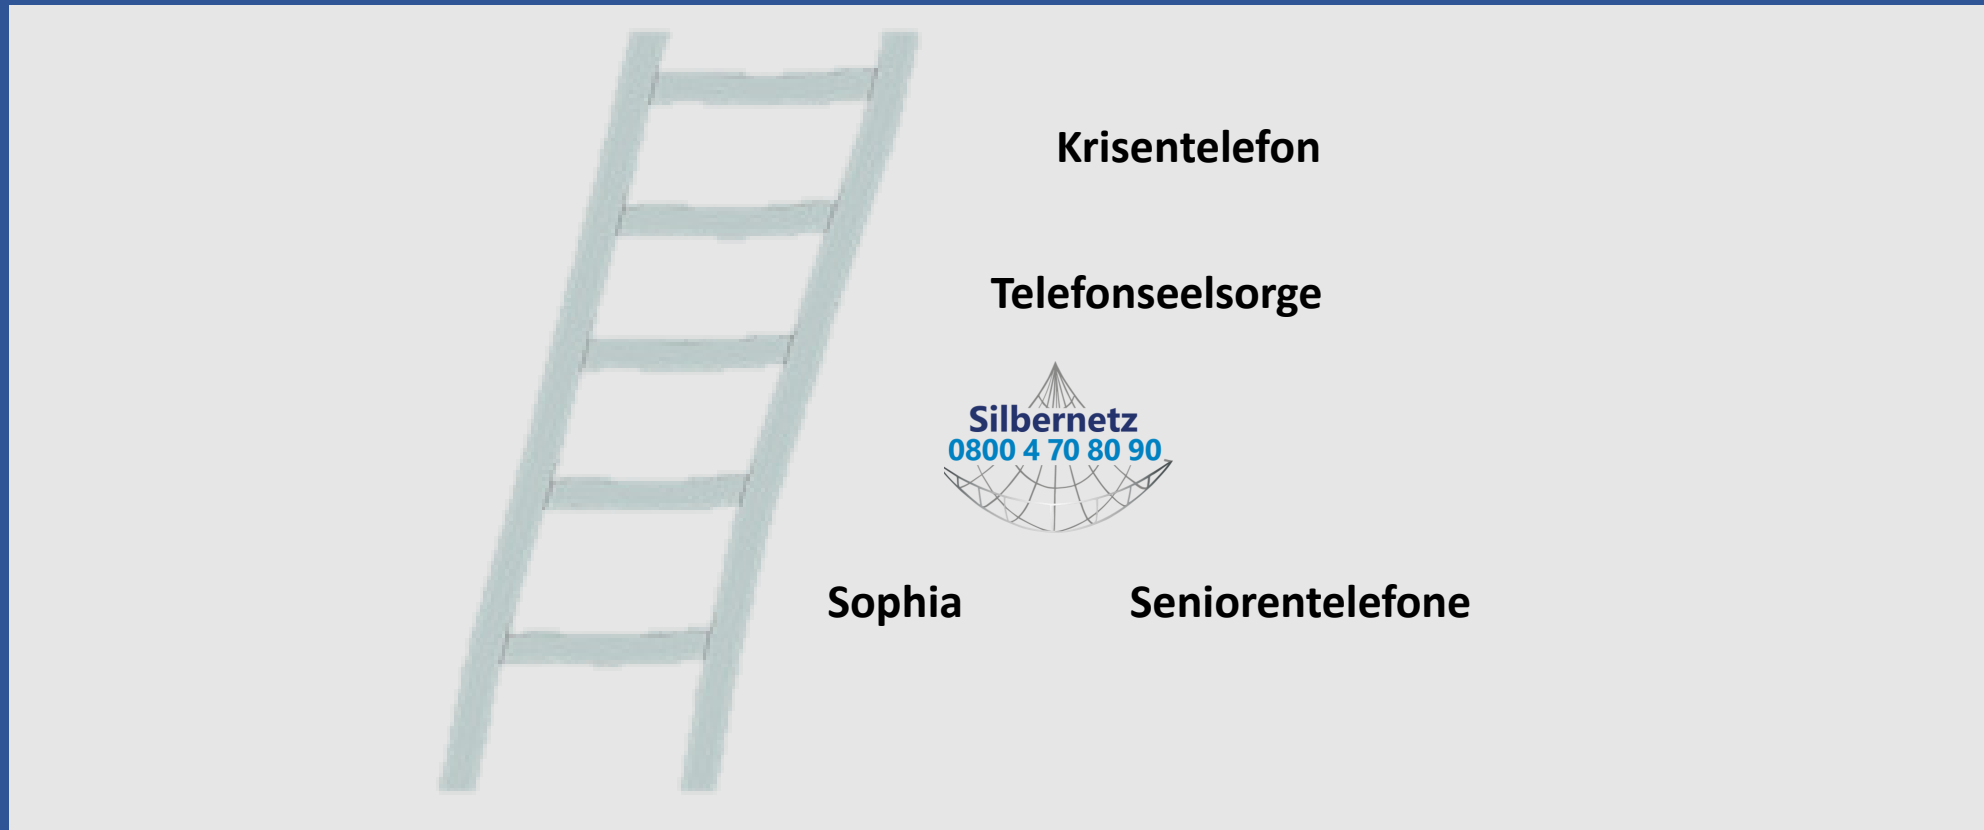 Krisentelefon
Telefonseelsorge
Silbernetz
0800 4 70 80 90
Sophia
Seniorentelefone